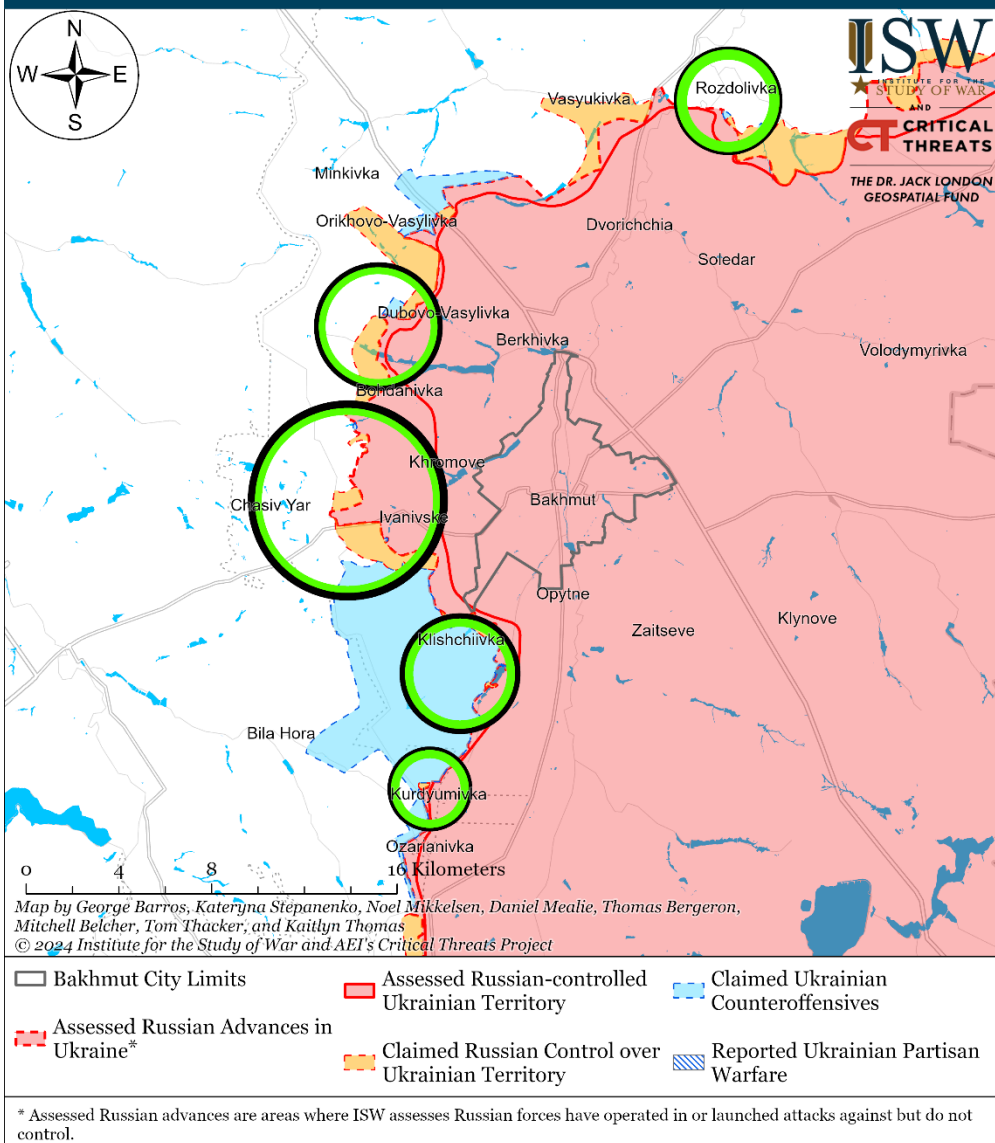 N
W E
S
ISW
INSTITUTE FOR THE
STUDY OF WAR
AND
CT CRITICAL
THREATS
THE DR. JACK LONDON
GEOSPATIAL FUND
Rozdolivka
Vasyukivka
Minkivka
Orikhovo-Vasylivka
Dvorichchia
Soledar
Dubovo-Vasylivka
Berkhivka
Volodymyrivka
Bohdanivka
Khromove
Chasiv Yar
Ivanivske
Bakhmut
Opytne
Klishchiivka
Zaitseve
Klynove
Bila Hora
Kurdyumivka
Ozarianivka
0 4 8 16 Kilometers
Map by George Barros, Kateryna Stepanenko, Noel Mikkelsen, Daniel Mealie, Thomas Bergeron,
Mitchell Belcher, Tom Thacker, and Kaitlyn Thomas
© 2024 Institute for the Study of War and AEI's Critical Threats Project
Bakhmut City Limits
Assessed Russian Advances in
Ukraine*
Assessed Russian-controlled
Ukrainian Territory
Claimed Russian Control over
Ukrainian Territory
Claimed Ukrainian
Counteroffensives
Reported Ukrainian Partisan
Warfare
* Assessed Russian advances are areas where ISW assesses Russian forces have operated in or launched attacks against but do not
control.